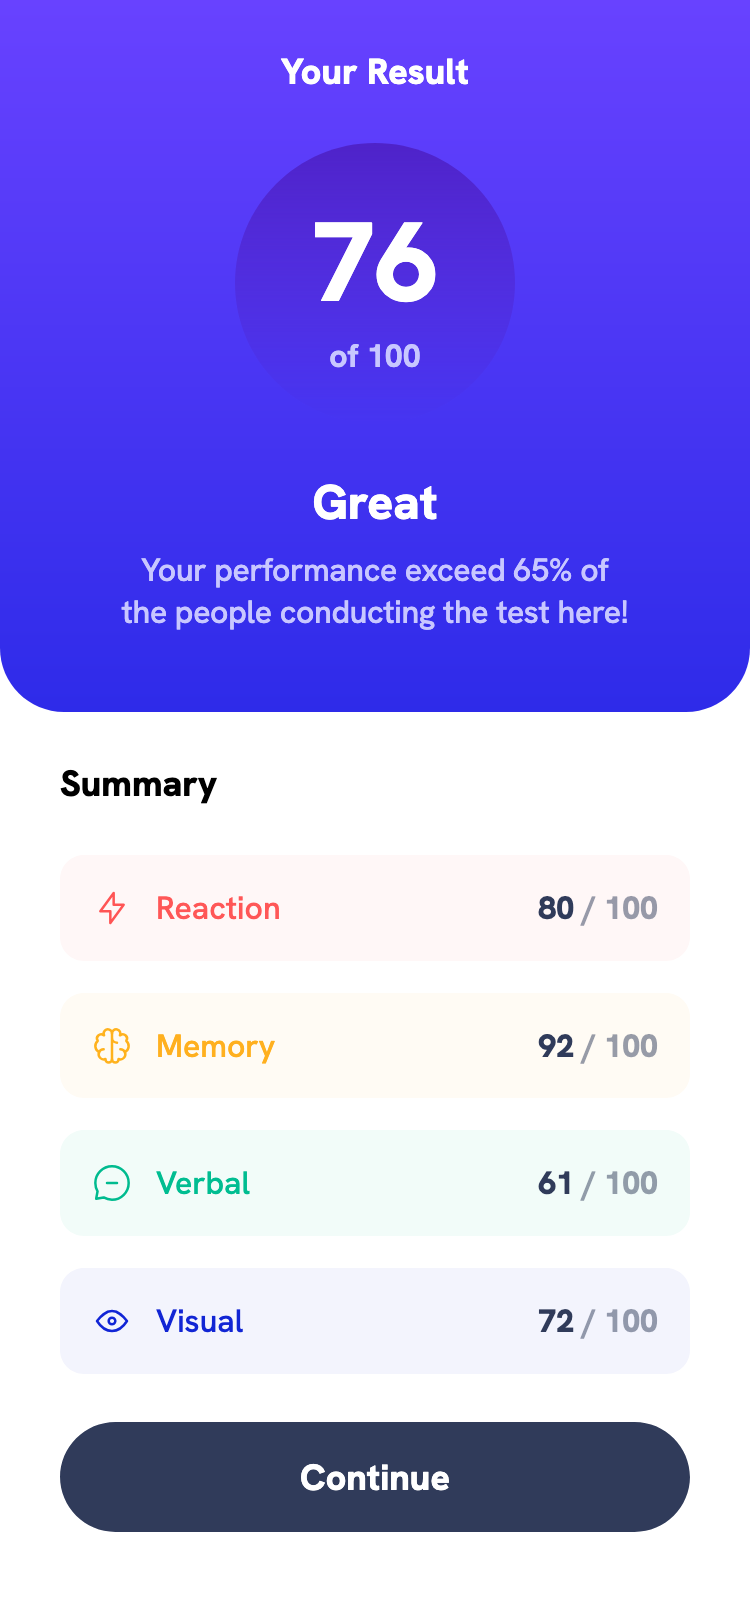 Your Result
76
of 100
Great
Your performance exceed 65% of
the people conducting the test here!
Summary
Reaction 80 / 100
Memory 92 / 100
Verbal 61 / 100
Visual 72 / 100
Continue